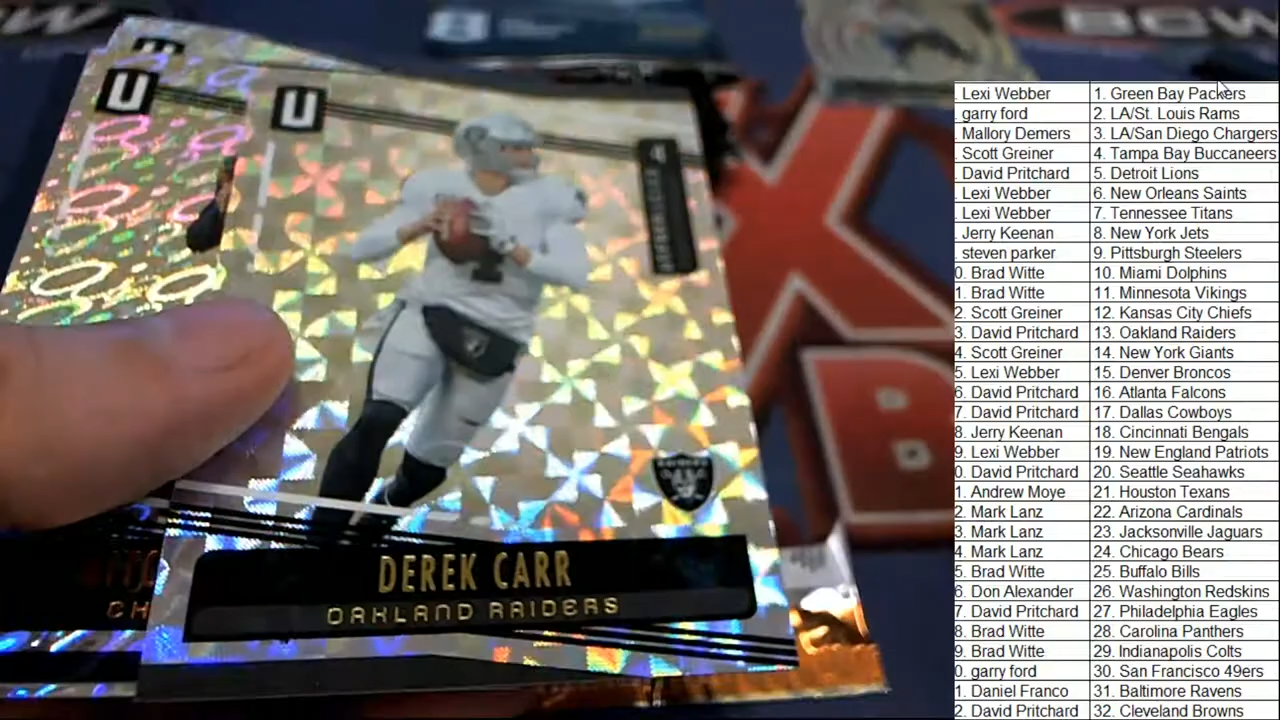 BCW
U
U
4
DEREK CARR
OAKLAND RAIDERS
RAIDERS
CH
Lexi Webber 1. Green Bay Packers
garry ford 2. LA/St. Louis Rams
Mallory Demers 3. LA/San Diego Chargers
Scott Greiner 4. Tampa Bay Buccaneers
David Pritchard 5. Detroit Lions
Lexi Webber 6. New Orleans Saints
Lexi Webber 7. Tennessee Titans
Jerry Keenan 8. New York Jets
steven parker 9. Pittsburgh Steelers
0. Brad Witte 10. Miami Dolphins
1. Brad Witte 11. Minnesota Vikings
2. Scott Greiner 12. Kansas City Chiefs
3. David Pritchard 13. Oakland Raiders
4. Scott Greiner 14. New York Giants
5. Lexi Webber 15. Denver Broncos
6. David Pritchard 16. Atlanta Falcons
7. David Pritchard 17. Dallas Cowboys
8. Jerry Keenan 18. Cincinnati Bengals
9. Lexi Webber 19. New England Patriots
0. David Pritchard 20. Seattle Seahawks
1. Andrew Moye 21. Houston Texans
2. Mark Lanz 22. Arizona Cardinals
3. Mark Lanz 23. Jacksonville Jaguars
4. Mark Lanz 24. Chicago Bears
5. Brad Witte 25. Buffalo Bills
6. Don Alexander 26. Washington Redskins
7. David Pritchard 27. Philadelphia Eagles
8. Brad Witte 28. Carolina Panthers
9. Brad Witte 29. Indianapolis Colts
0. garry ford 30. San Francisco 49ers
1. Daniel Franco 31. Baltimore Ravens
2. David Pritchard 32. Cleveland Browns